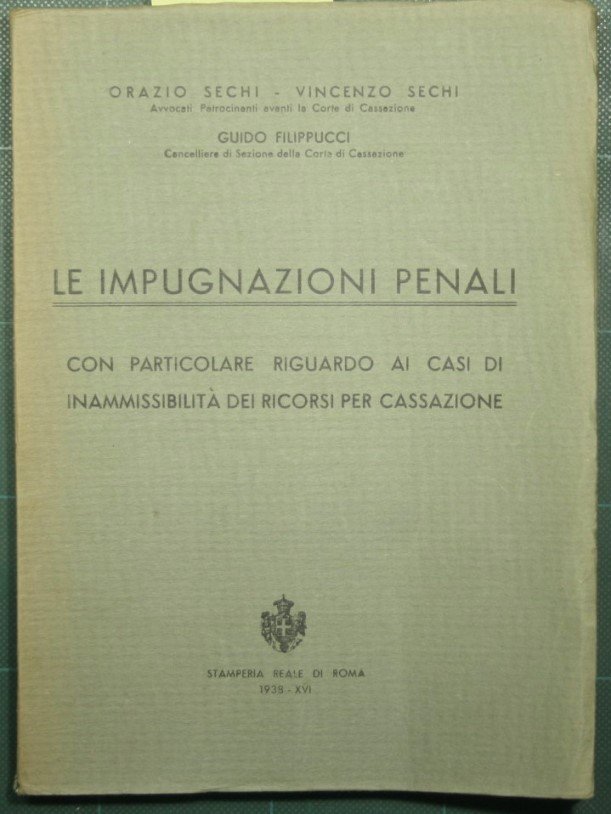 ORAZIO SECHI - VINCENZO SECHI
Avvocati Patrocinanti avanti la Corte di Cassazione
GUIDO FILIPPUCCI
Cancelliere di Sezione della Corte di Cassazione
LE IMPUGNAZIONI PENALI
CON PARTICOLARE RIGUARDO AI CASI DI
INAMMISSIBILITÀ DEI RICORSI PER CASSAZIONE
STAMPERIA REALE DI ROMA
1938 - XVI